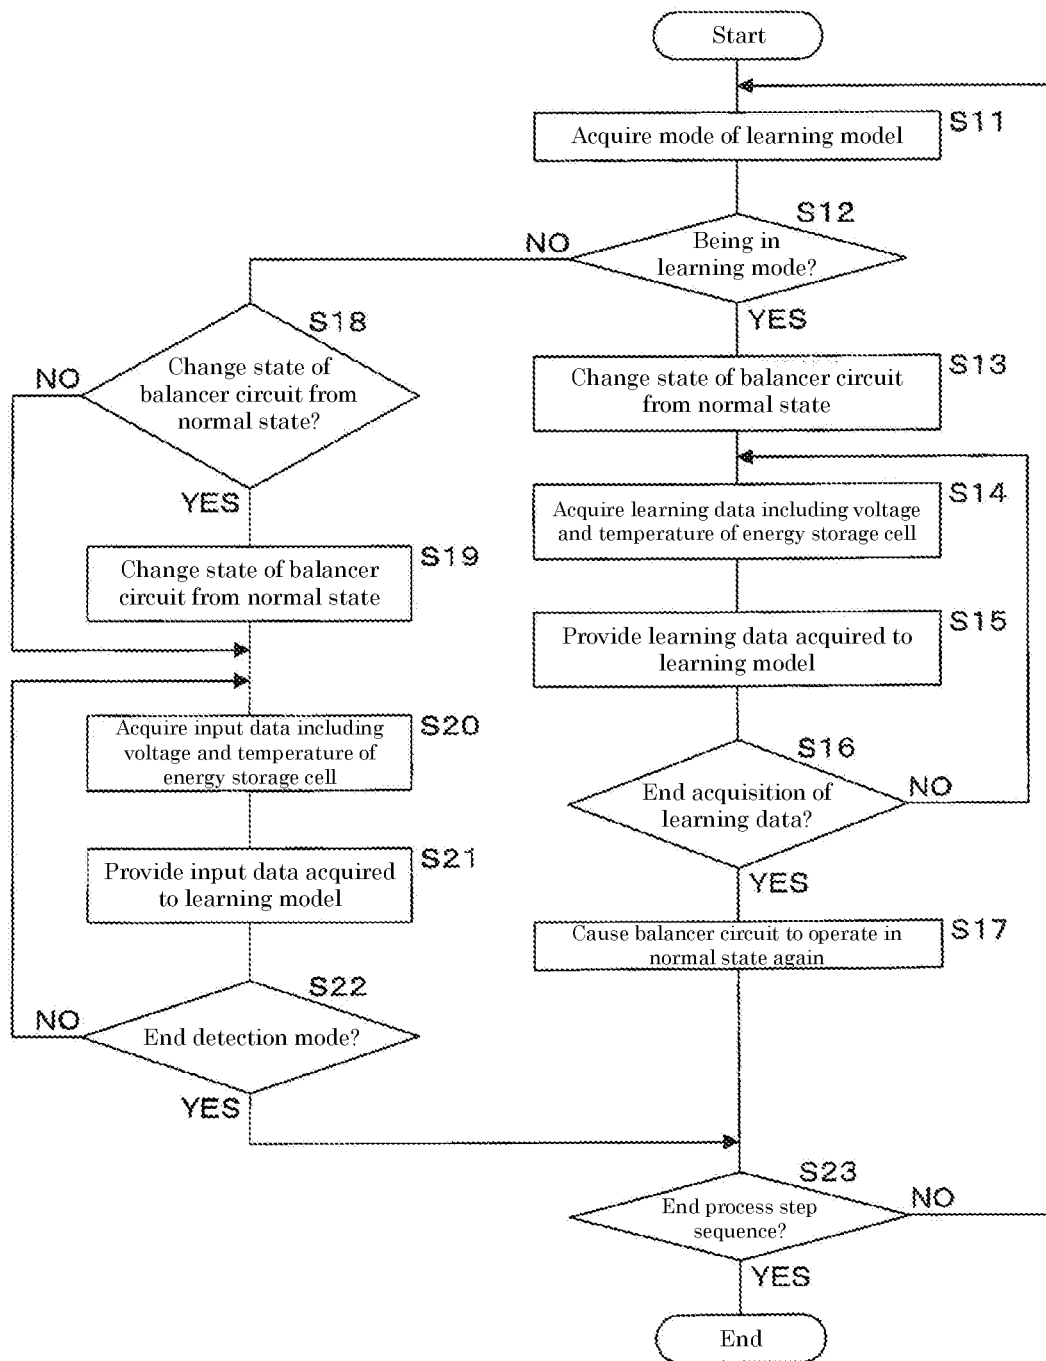 Start
S11
Acquire mode of learning model
S12
Being in
learning mode?
NO
YES
S18
Change state of
balancer circuit from
normal state?
NO
YES
S13
Change state of balancer circuit
from normal state
S14
Acquire learning data including voltage
and temperature of energy storage cell
S19
Change state of balancer
circuit from normal state
S15
Provide learning data acquired to
learning model
S20
Acquire input data including
voltage and temperature of
energy storage cell
S16
End acquisition of
learning data?
NO
YES
S21
Provide input data acquired
to learning model
S17
Cause balancer circuit to operate in
normal state again
S22
End detection mode?
NO
YES
S23
End process step
sequence?
NO
YES
End